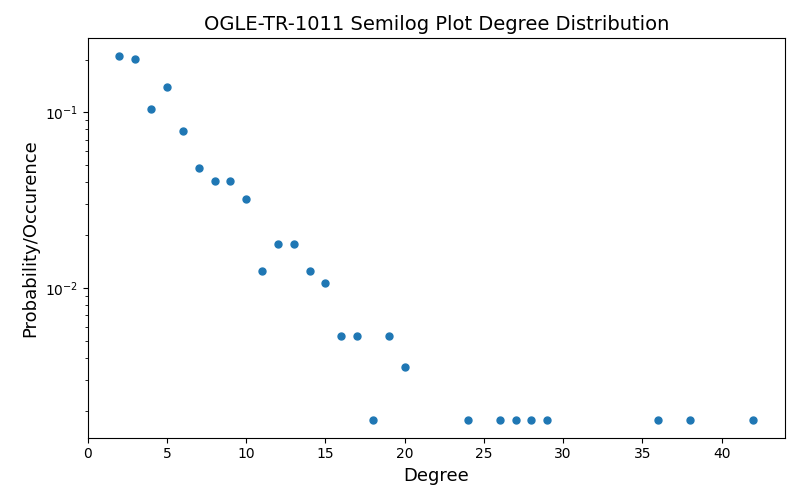 OGLE-TR-1011 Semilog Plot Degree Distribution
Probability/Occurence
10⁻¹
10⁻²
0 5 10 15 20 25 30 35 40
Degree